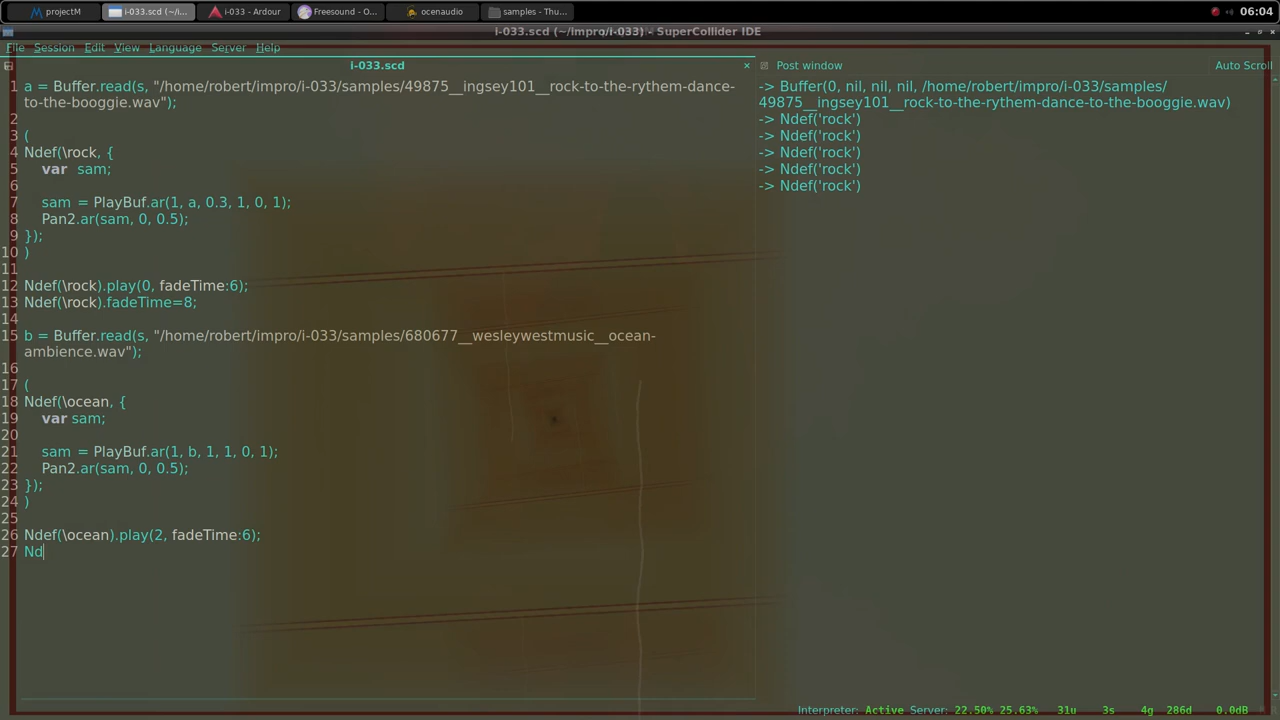 projectM
i-033.scd (~/i...
i-033 - Ardour
Freesound - O...
ocenaudio
samples - Thu...
06:04
i-033.scd (~/impro/i-033) - SuperCollider IDE
File Session Edit View Language Server Help
i-033.scd
1 a = Buffer.read(s, "/home/robert/impro/i-033/samples/49875__ingsey101__rock-to-the-rythem-dance-
to-the-booggie.wav");
2
3 (
4 Ndef(\rock, {
5 var sam;
6
7 sam = PlayBuf.ar(1, a, 0.3, 1, 0, 1);
8 Pan2.ar(sam, 0, 0.5);
9 });
10 )
11
12 Ndef(\rock).play(0, fadeTime:6);
13 Ndef(\rock).fadeTime=8;
14
15 b = Buffer.read(s, "/home/robert/impro/i-033/samples/680677__wesleywestmusic__ocean-
ambience.wav");
16
17 (
18 Ndef(\ocean, {
19 var sam;
20
21 sam = PlayBuf.ar(1, b, 1, 1, 0, 1);
22 Pan2.ar(sam, 0, 0.5);
23 });
24 )
25
26 Ndef(\ocean).play(2, fadeTime:6);
27 Nd
Post window
Auto Scroll
-> Buffer(0, nil, nil, nil, /home/robert/impro/i-033/samples/
49875__ingsey101__rock-to-the-rythem-dance-to-the-booggie.wav)
-> Ndef('rock')
-> Ndef('rock')
-> Ndef('rock')
-> Ndef('rock')
-> Ndef('rock')
Interpreter: Active Server: 22.50% 25.63% 31u 3s 4g 286d 0.0dB